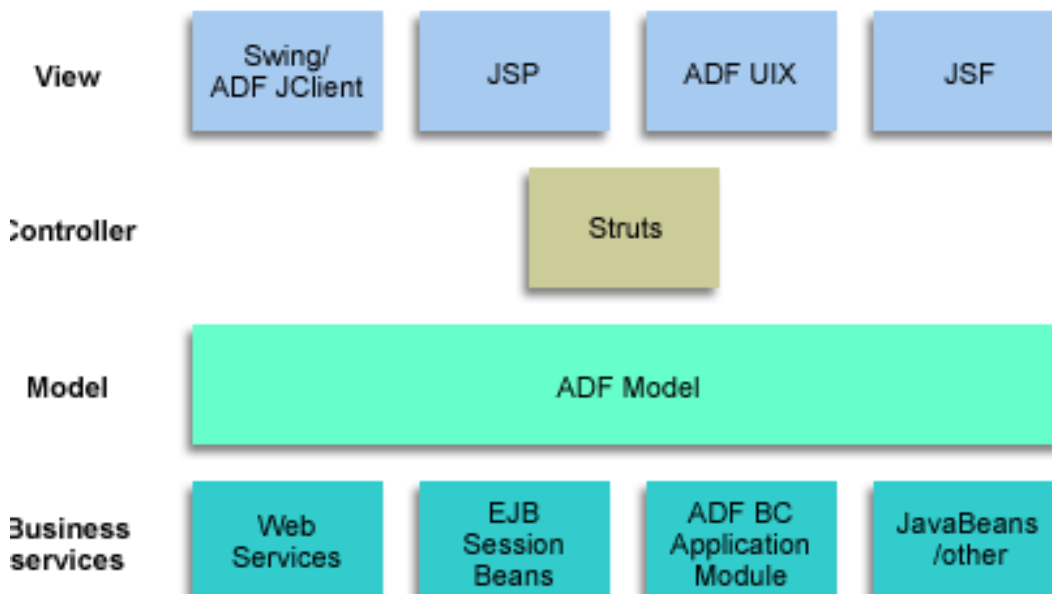 View
Swing/
ADF JClient
JSP
ADF UIX
JSF
Controller
Struts
Model
ADF Model
Business
services
Web
Services
EJB
Session
Beans
ADF BC
Application
Module
JavaBeans
/other